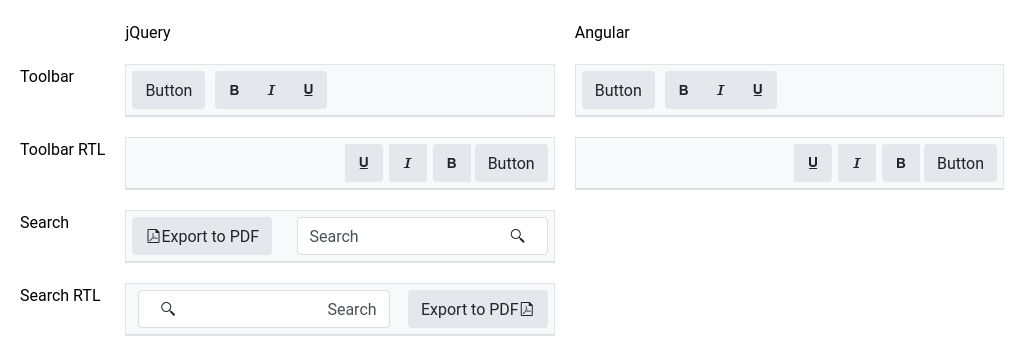 jQuery Angular
Toolbar Button B I U Button B I U
Toolbar RTL U I B Button U I B Button
Search Export to PDF Search
Search RTL Search Export to PDF